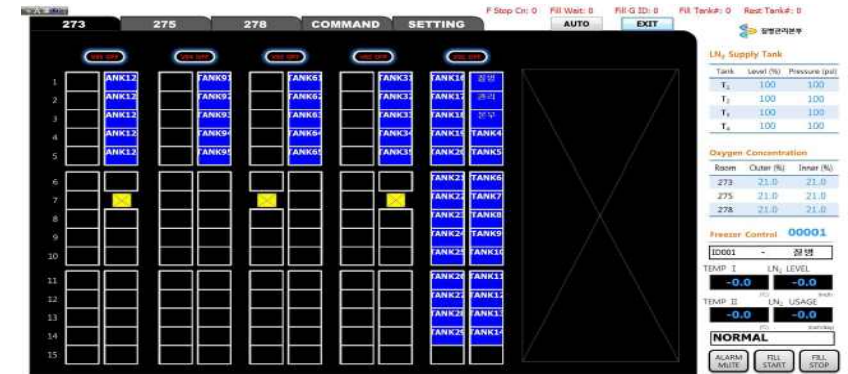 F Stop Cn: 0 Fill Wait: 0 Fill G ID: 0 Fill Tank#: 0 Rest Tank#: 0
273 275 278 COMMAND SETTING AUTO EXIT
질병관리본부
LN₂ Supply Tank
Tank Level (%) Pressure (psi)
T₁ 100 100
T₂ 100 100
T₃ 100 100
T₄ 100 100
Oxygen Concentration
Room Outer (%) Inner (%)
273 21.0 21.0
275 21.0 21.0
278 21.0 21.0
Freezer Control 00001
ID001 - 질병
TEMP I LN₂ LEVEL
-0.0 -0.0
TEMP II LN₂ USAGE
-0.0 -0.0
NORMAL
ALARM MUTE FILL START FILL STOP
1 ANK12 TANK91 TANK61 TANK31 TANK16 질병
2 ANK12 TANK92 TANK62 TANK32 TANK17 관리
3 ANK12 TANK93 TANK63 TANK33 TANK18 본부
4 ANK12 TANK94 TANK64 TANK34 TANK19 TANK4
5 ANK12 TANK95 TANK65 TANK35 TANK20 TANK5
6 TANK21 TANK6
7 TANK22 TANK7
8 TANK23 TANK8
9 TANK24 TANK9
10 TANK25 TANK10
11 TANK26 TANK11
12 TANK27 TANK12
13 TANK28 TANK13
14 TANK29 TANK14
15